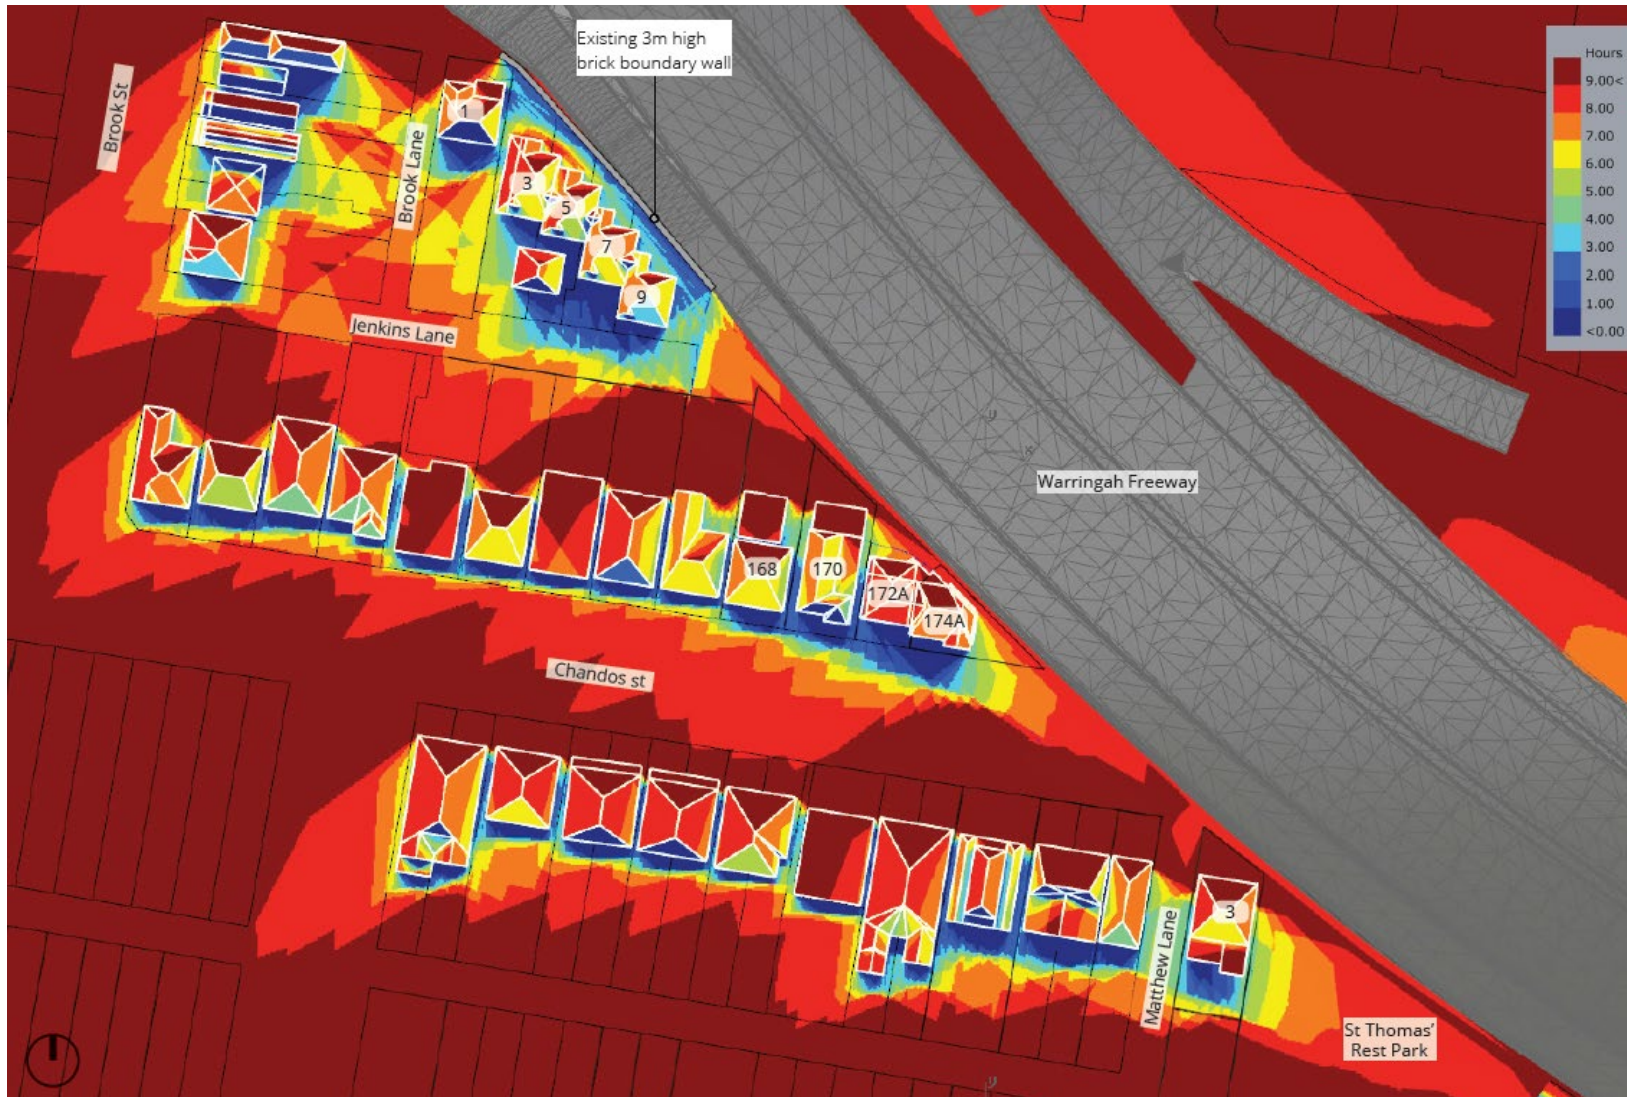 Existing 3m high
brick boundary wall
Hours
9.00<
8.00
7.00
6.00
5.00
4.00
3.00
2.00
1.00
<0.00
Brook St
Brook Lane
1
3
5
7
9
Jenkins Lane
Warringah Freeway
168
170
172A
174A
Chandos st
3
Matthew Lane
St Thomas'
Rest Park